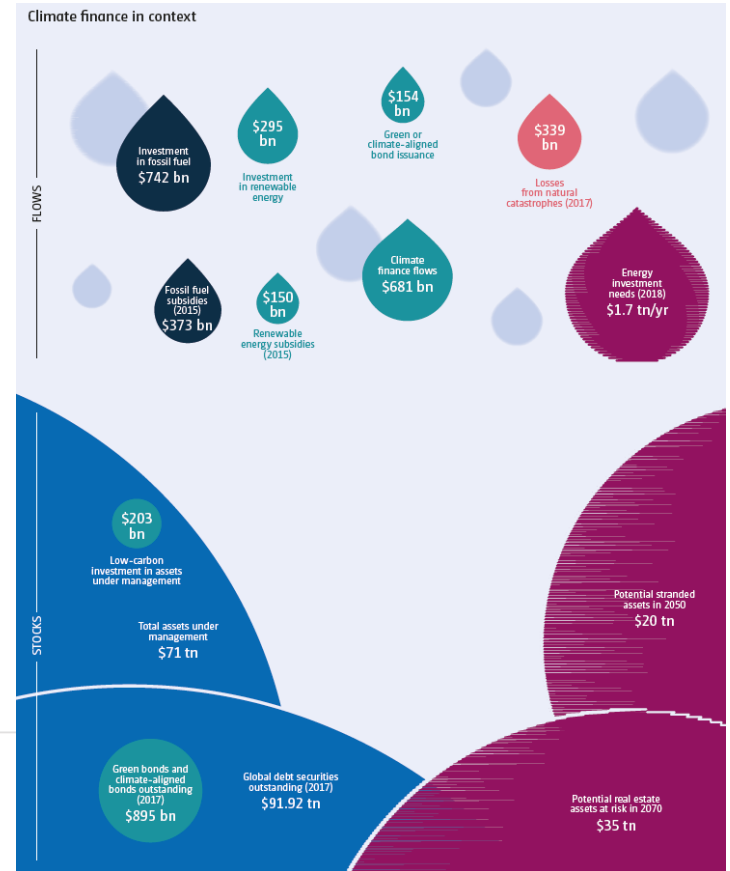 Climate finance in context
FLOWS
Investment
in fossil fuel
$742 bn
$295
bn
Investment
in renewable
energy
$154
bn
Green or
climate-aligned
bond issuance
$339
bn
Losses
from natural
catastrophes (2017)
Fossil fuel
subsidies
(2015)
$373 bn
$150
bn
Renewable
energy subsidies
(2015)
Climate
finance flows
$681 bn
Energy
investment
needs (2018)
$1.7 tn/yr
STOCKS
$203
bn
Low-carbon
investment in assets
under management
Total assets under
management
$71 tn
Potential stranded
assets in 2050
$20 tn
Green bonds and
climate-aligned
bonds outstanding
(2017)
$895 bn
Global debt securities
outstanding (2017)
$91.92 tn
Potential real estate
assets at risk in 2070
$35 tn